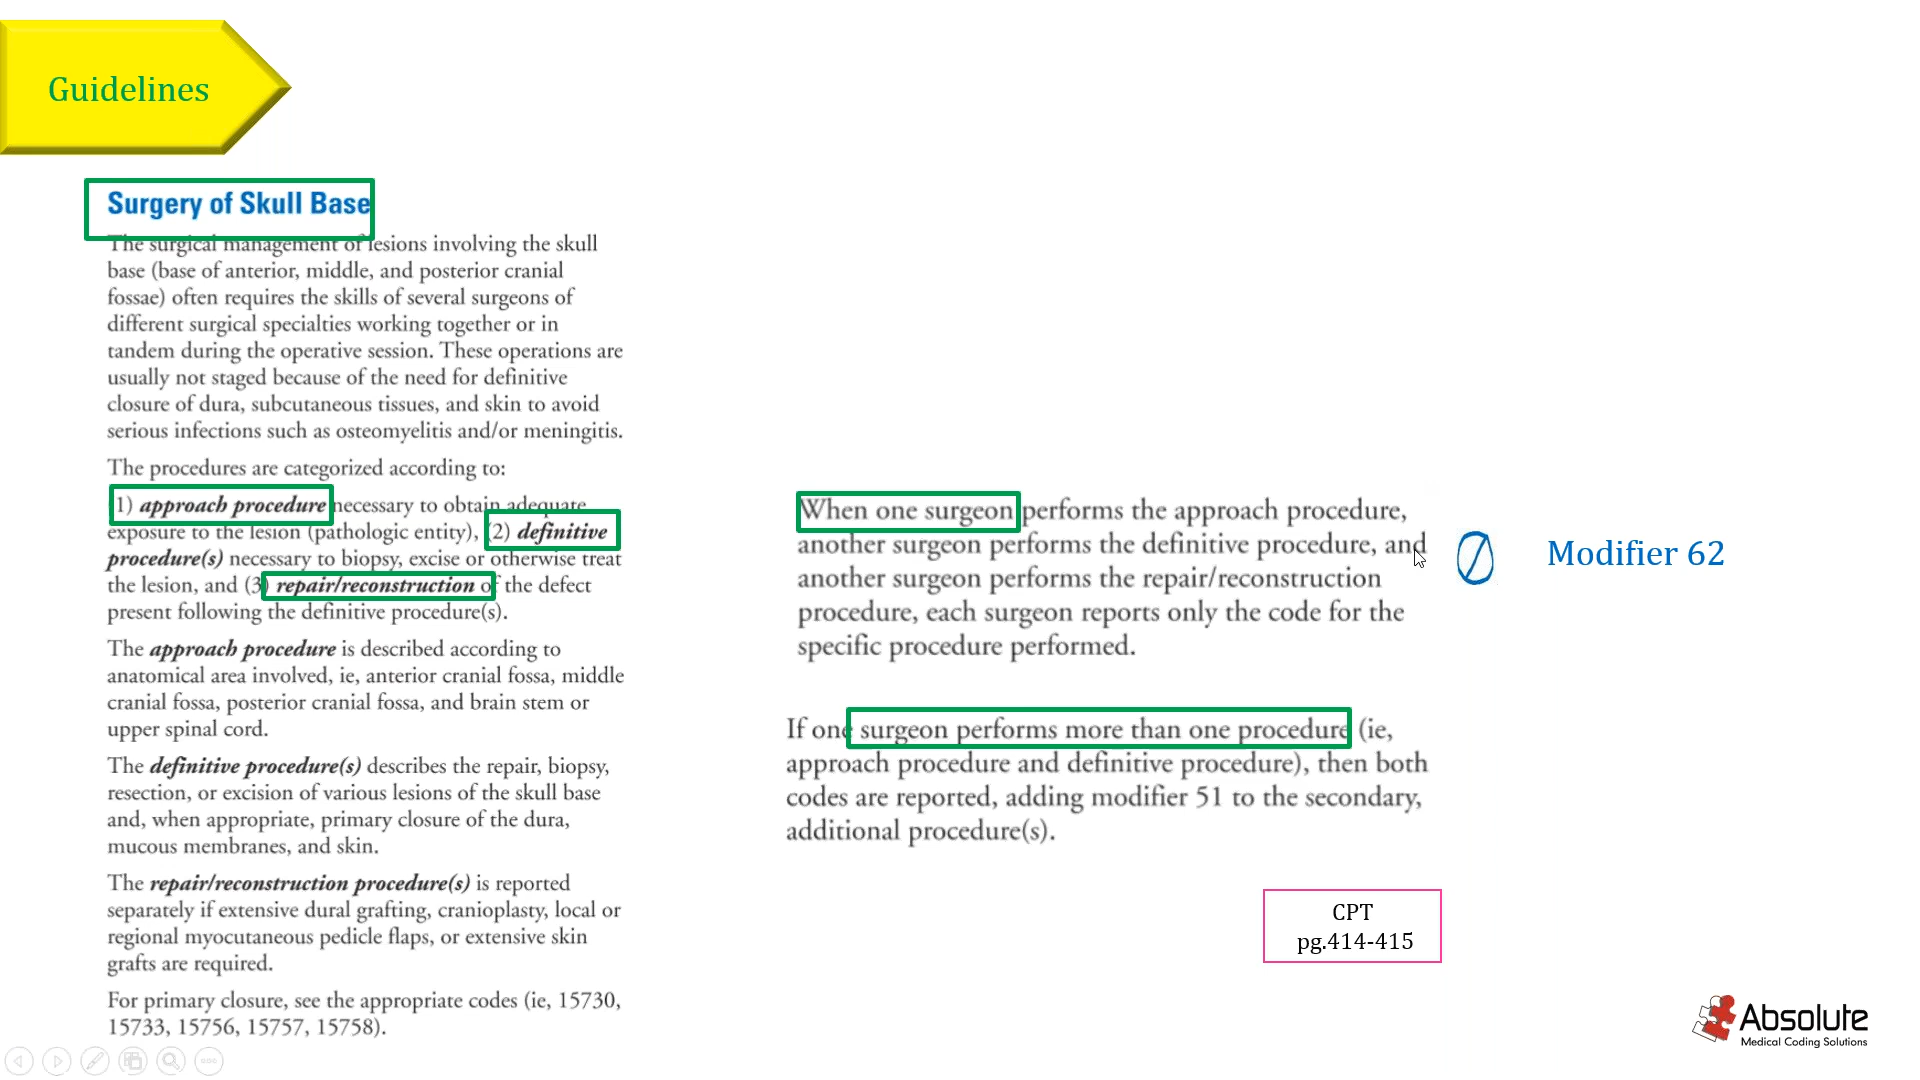 Guidelines
Surgery of Skull Base
The surgical management of lesions involving the skull
base (base of anterior, middle, and posterior cranial
fossae) often requires the skills of several surgeons of
different surgical specialties working together or in
tandem during the operative session. These operations are
usually not staged because of the need for definitive
closure of dura, subcutaneous tissues, and skin to avoid
serious infections such as osteomyelitis and/or meningitis.
The procedures are categorized according to:
1) approach procedure necessary to obtain adequate
exposure to the lesion (pathologic entity), (2) definitive
procedure(s) necessary to biopsy, excise or otherwise treat
the lesion, and (3) repair/reconstruction of the defect
present following the definitive procedure(s).
The approach procedure is described according to
anatomical area involved, ie, anterior cranial fossa, middle
cranial fossa, posterior cranial fossa, and brain stem or
upper spinal cord.
The definitive procedure(s) describes the repair, biopsy,
resection, or excision of various lesions of the skull base
and, when appropriate, primary closure of the dura,
mucous membranes, and skin.
The repair/reconstruction procedure(s) is reported
separately if extensive dural grafting, cranioplasty, local or
regional myocutaneous pedicle flaps, or extensive skin
grafts are required.
For primary closure, see the appropriate codes (ie, 15730,
15733, 15756, 15757, 15758).
When one surgeon performs the approach procedure,
another surgeon performs the definitive procedure, and
another surgeon performs the repair/reconstruction
procedure, each surgeon reports only the code for the
specific procedure performed.
Modifier 62
If one surgeon performs more than one procedure (ie,
approach procedure and definitive procedure), then both
codes are reported, adding modifier 51 to the secondary,
additional procedure(s).
CPT
pg.414-415
Absolute
Medical Coding Solutions